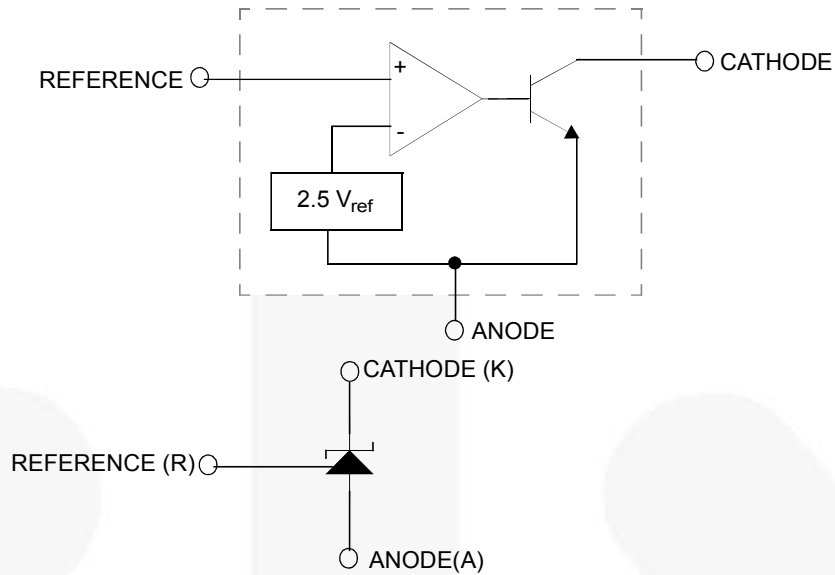 REFERENCE
+
-
CATHODE
2.5 Vref
ANODE
CATHODE (K)
REFERENCE (R)
ANODE(A)